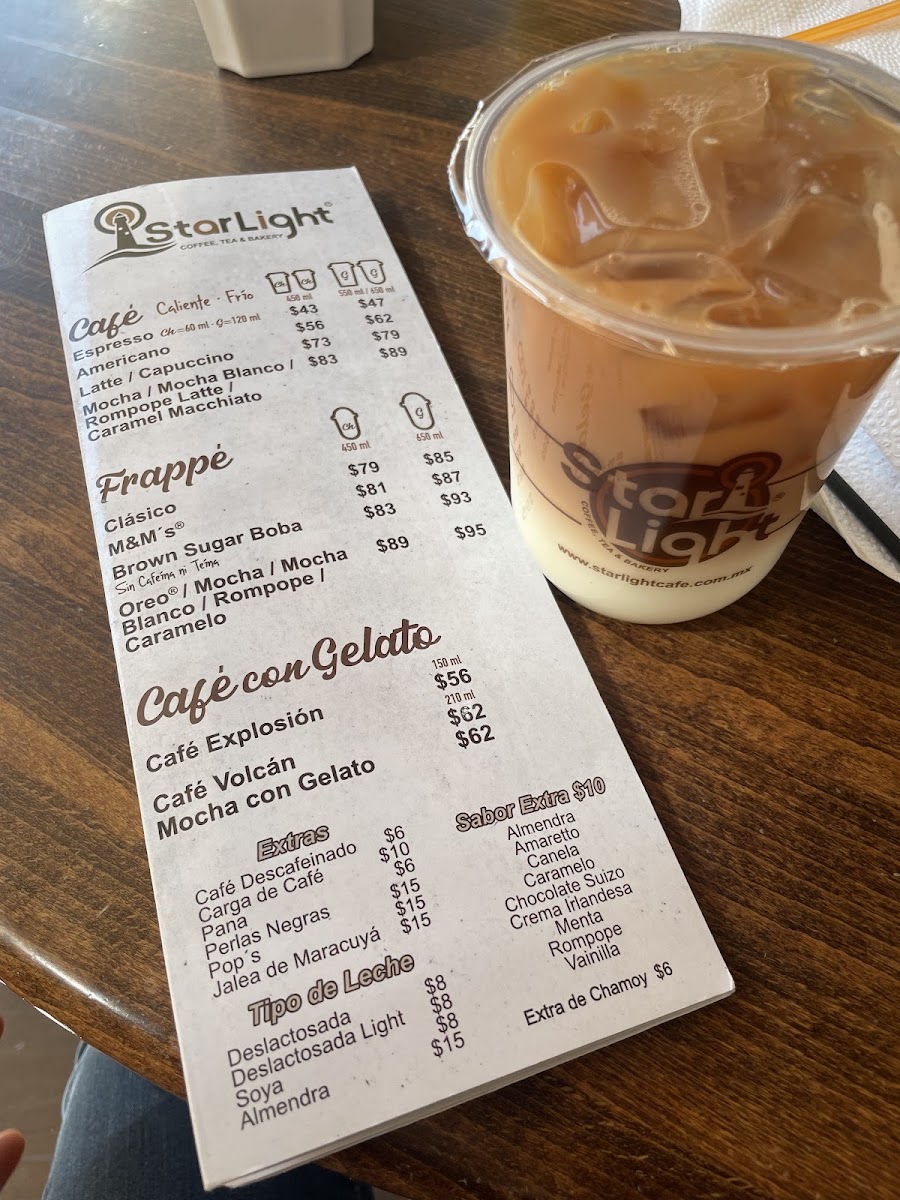 StarLight®
COFFEE, TEA & BAKERY
Café Caliente · Frío
Ch Ch G G
450 ml 550 ml / 650 ml
Espresso Ch=60 ml · G=120 ml $43 $47
Americano $56 $62
Latte / Capuccino $73 $79
Mocha / Mocha Blanco / $83 $89
Rompope Latte /
Caramel Macchiato
Frappé
Ch G
450 ml 650 ml
Clásico $79 $85
M&M´s® $81 $87
Brown Sugar Boba $83 $93
Sin Cafeína ni Teína
Oreo® / Mocha / Mocha $89 $95
Blanco / Rompope /
Caramelo
Café con Gelato
150 ml
Café Explosión $56
210 ml
Café Volcán $62
Mocha con Gelato $62
Extras
Café Descafeinado $6
Carga de Café $10
Pana $6
Perlas Negras $15
Pop´s $15
Jalea de Maracuyá $15
Tipo de Leche
Deslactosada $8
Deslactosada Light $8
Soya $8
Almendra $15
Sabor Extra $10
Almendra
Amaretto
Canela
Caramelo
Chocolate Suizo
Crema Irlandesa
Menta
Rompope
Vainilla
Extra de Chamoy $6
Star
Light®
COFFEE, TEA & BAKERY
www.starlightcafe.com.mx